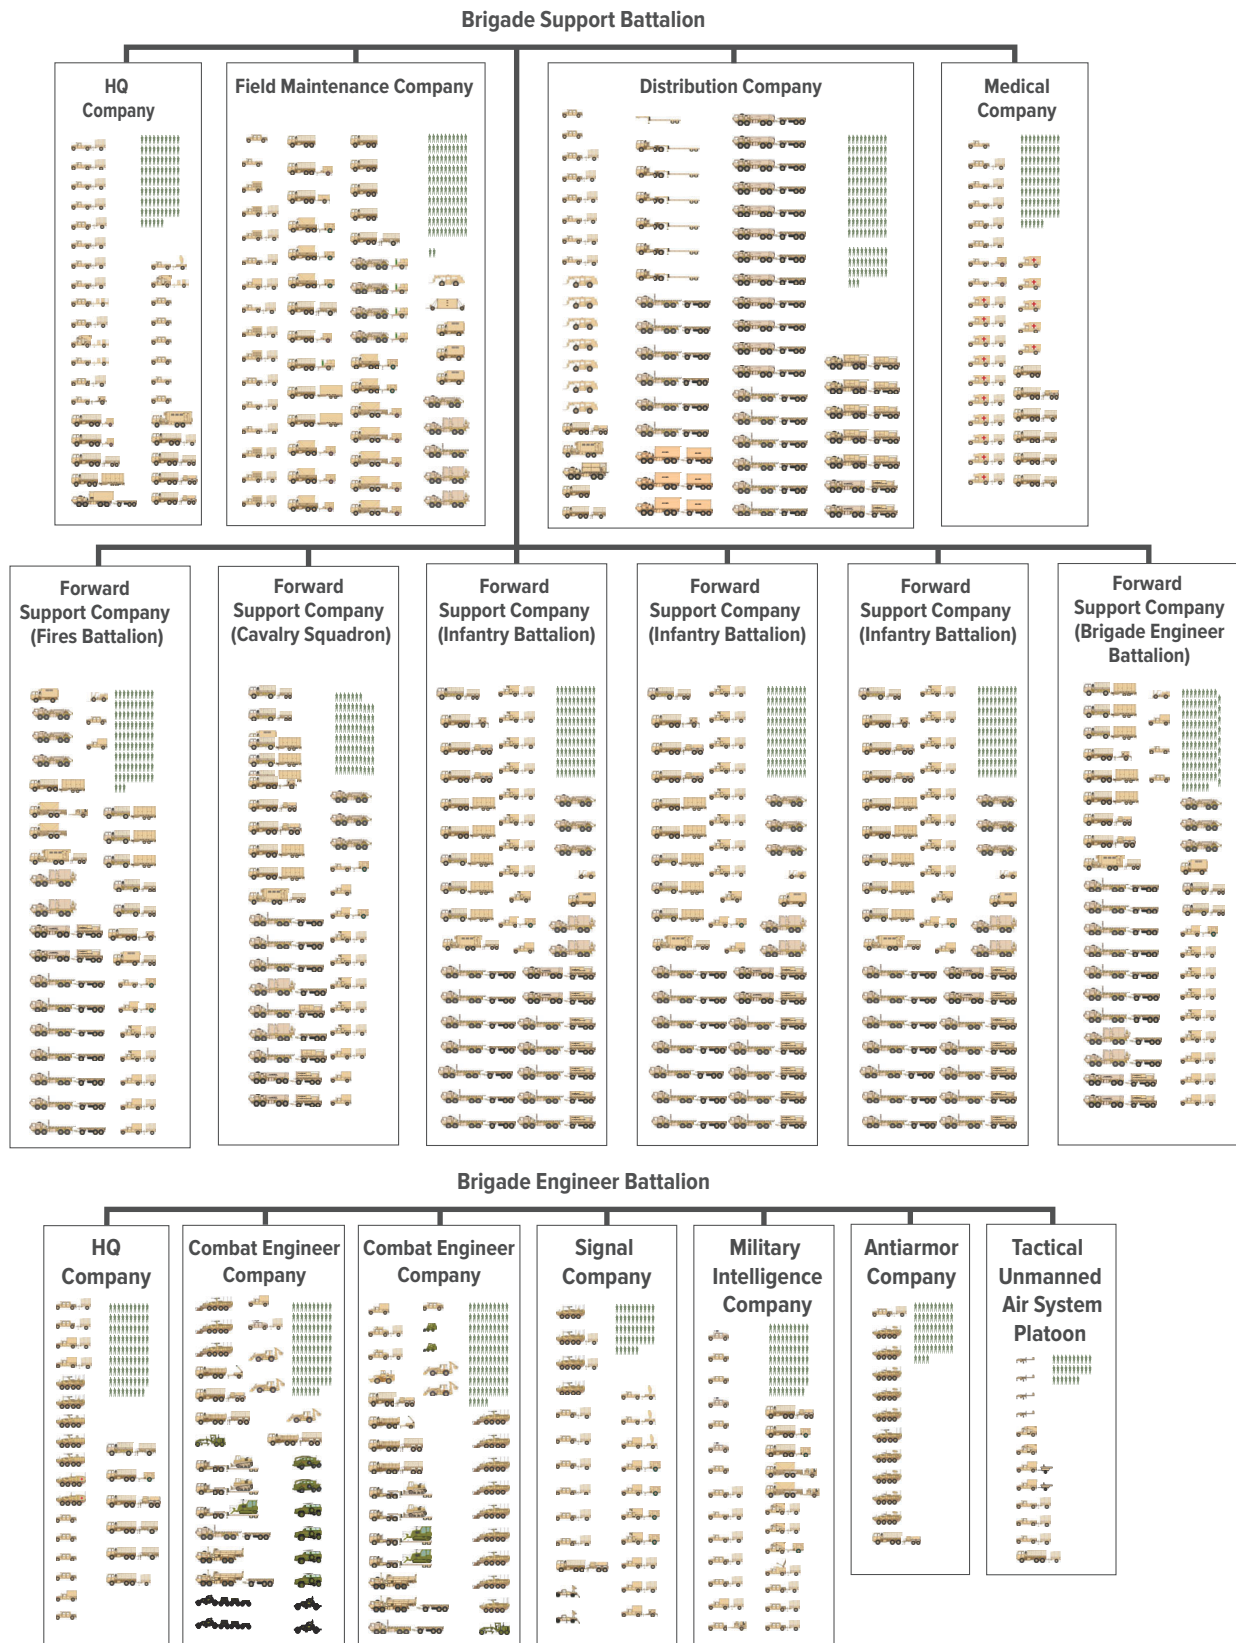 Brigade Support Battalion
HQ
Company
Field Maintenance Company
Distribution Company
Medical
Company
Forward
Support Company
(Fires Battalion)
Forward
Support Company
(Cavalry Squadron)
Forward
Support Company
(Infantry Battalion)
Forward
Support Company
(Infantry Battalion)
Forward
Support Company
(Infantry Battalion)
Forward
Support Company
(Brigade Engineer
Battalion)
Brigade Engineer Battalion
HQ
Company
Combat Engineer
Company
Combat Engineer
Company
Signal
Company
Military
Intelligence
Company
Antiarmor
Company
Tactical
Unmanned
Air System
Platoon